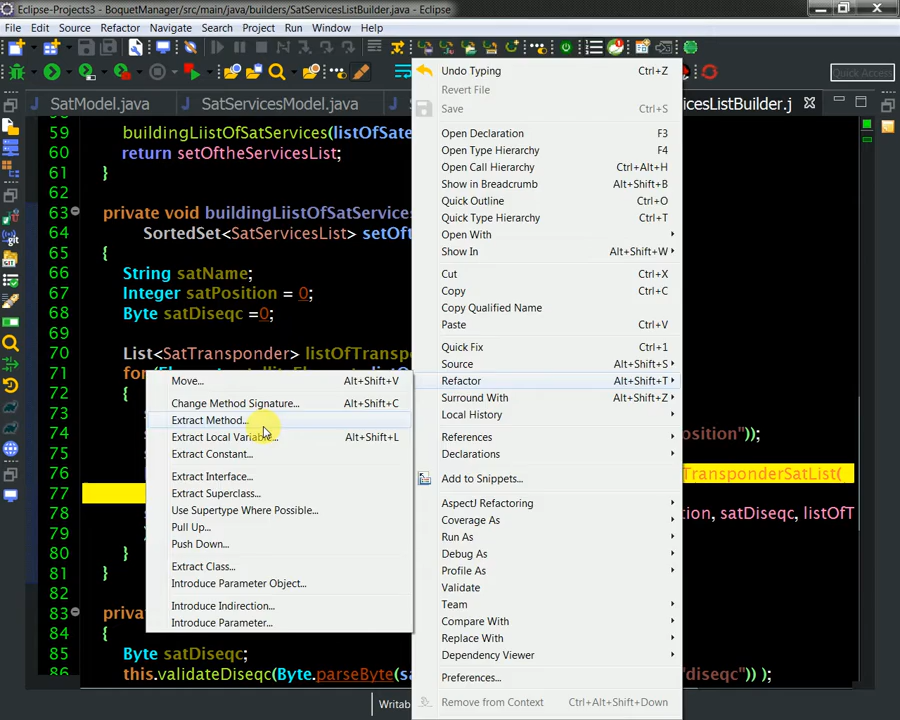 Eclipse-Projects3 - BoquetManager/src/main/java/builders/SatServicesListBuilder.java - Eclipse
File Edit Source Refactor Navigate Search Project Run Window Help
Quick Access
SatModel.java SatServicesModel.java icesListBuilder.j
59 buildingLiistOfSatServices(listOfSate
60 return setOftheServicesList;
61 }
62
63 private void buildingLiistOfSatServices
64 SortedSet<SatServicesList> setOft
65 {
66 String satName;
67 Integer satPosition = 0;
68 Byte satDiseqc =0;
69
70 List<SatTransponder> listOfTransp
71 for
72 {
73
74 osition"));
75
76 TransponderSatList(
77
78 ion, satDiseqc, listOfT
79
80 }
81 }
82
83 priva
84 {
85 Byte satDiseqc;
86 this.validateDiseqc(Byte.parseByte(sa "diseqc")) );
Writab
Undo Typing Ctrl+Z
Revert File
Save Ctrl+S
Open Declaration F3
Open Type Hierarchy F4
Open Call Hierarchy Ctrl+Alt+H
Show in Breadcrumb Alt+Shift+B
Quick Outline Ctrl+O
Quick Type Hierarchy Ctrl+T
Open With
Show In Alt+Shift+W
Cut Ctrl+X
Copy Ctrl+C
Copy Qualified Name
Paste Ctrl+V
Quick Fix Ctrl+1
Source Alt+Shift+S
Refactor Alt+Shift+T
Surround With Alt+Shift+Z
Local History
References
Declarations
Add to Snippets...
AspectJ Refactoring
Coverage As
Run As
Debug As
Profile As
Validate
Team
Compare With
Replace With
Dependency Viewer
Preferences...
Remove from Context Ctrl+Alt+Shift+Down
Move... Alt+Shift+V
Change Method Signature... Alt+Shift+C
Extract Method...
Extract Local Variable... Alt+Shift+L
Extract Constant...
Extract Interface...
Extract Superclass...
Use Supertype Where Possible...
Pull Up...
Push Down...
Extract Class...
Introduce Parameter Object...
Introduce Indirection...
Introduce Parameter...